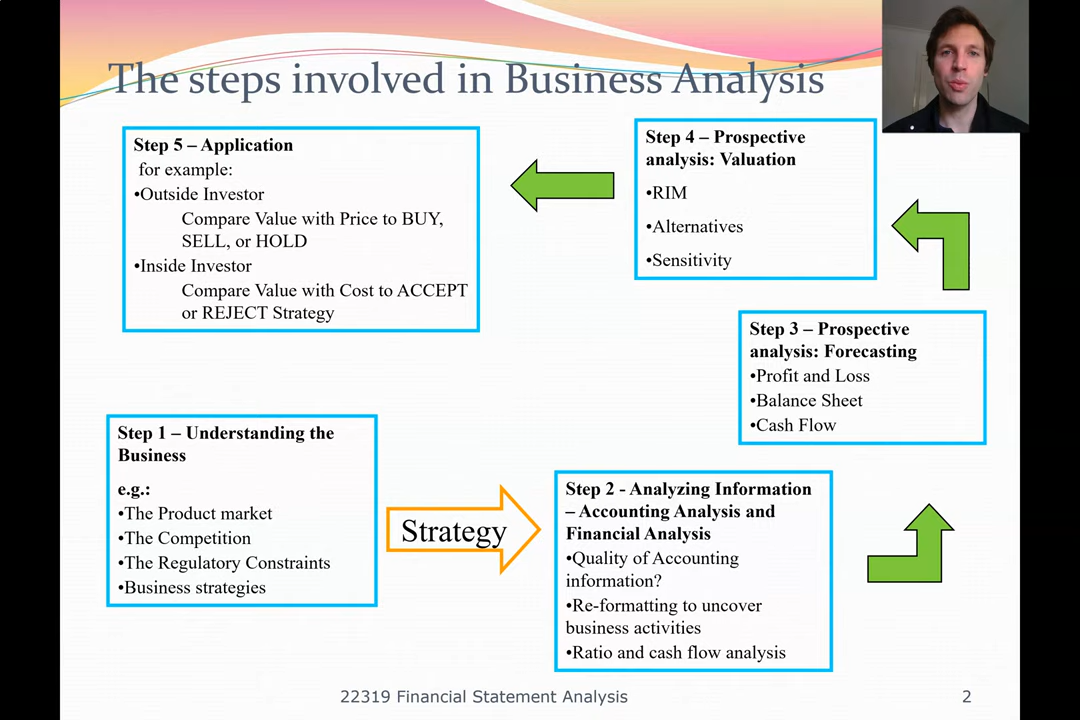 The steps involved in Business Analysis
Step 5 – Application
for example:
•Outside Investor
Compare Value with Price to BUY,
SELL, or HOLD
•Inside Investor
Compare Value with Cost to ACCEPT
or REJECT Strategy
Step 4 – Prospective
analysis: Valuation
•RIM
•Alternatives
•Sensitivity
Step 3 – Prospective
analysis: Forecasting
•Profit and Loss
•Balance Sheet
•Cash Flow
Step 1 – Understanding the
Business
e.g.:
•The Product market
•The Competition
•The Regulatory Constraints
•Business strategies
Strategy
Step 2 - Analyzing Information
– Accounting Analysis and
Financial Analysis
•Quality of Accounting
information?
•Re-formatting to uncover
business activities
•Ratio and cash flow analysis
22319 Financial Statement Analysis
2